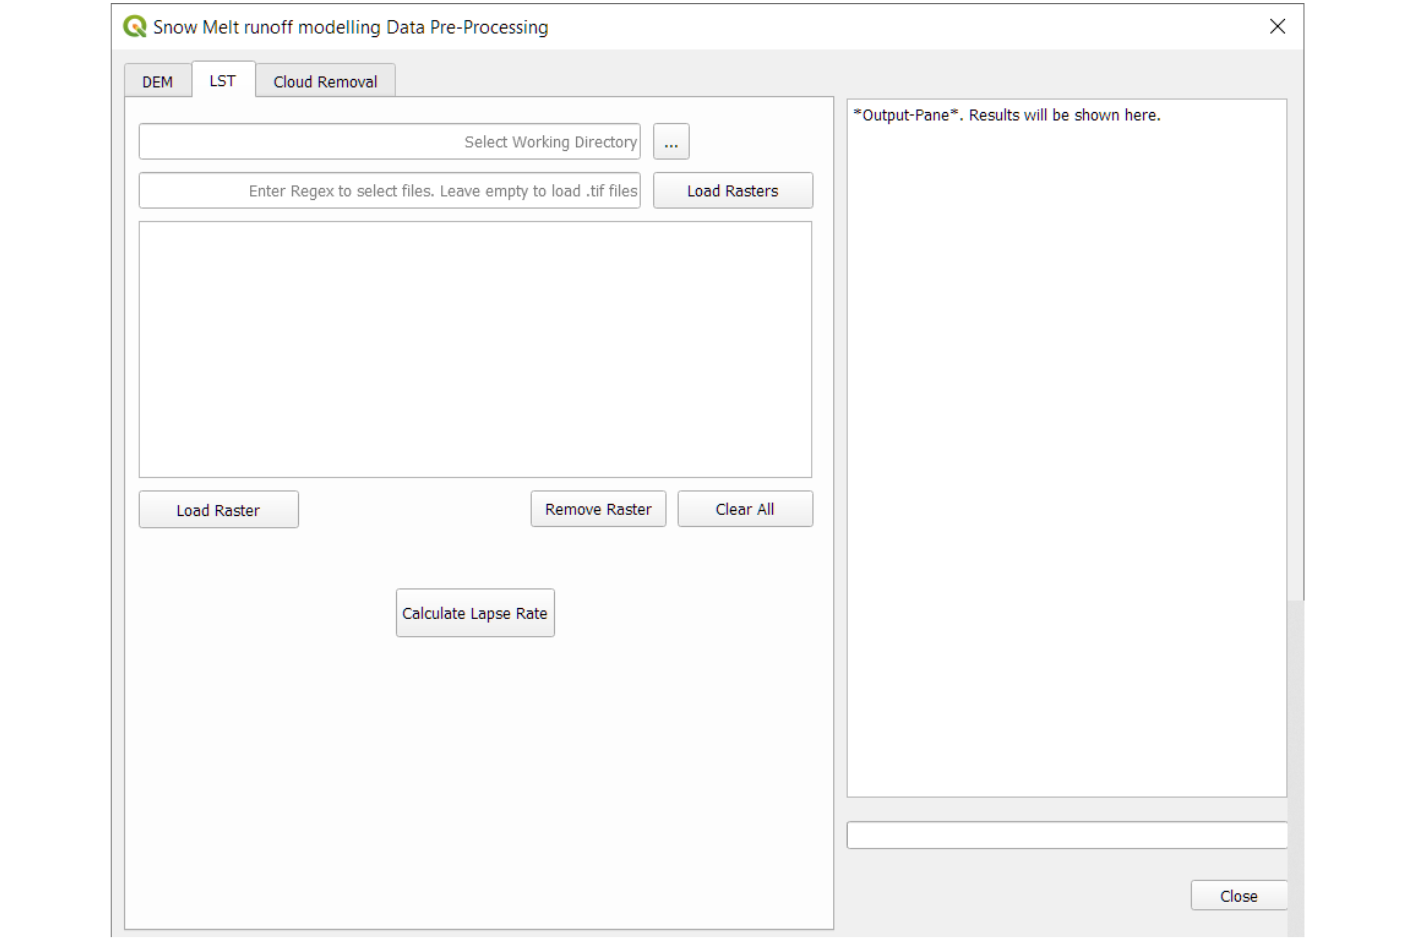 Snow Melt runoff modelling Data Pre-Processing
DEM
LST
Cloud Removal
Select Working Directory
...
Enter Regex to select files. Leave empty to load .tif files
Load Rasters
Load Raster
Remove Raster
Clear All
Calculate Lapse Rate
*Output-Pane*. Results will be shown here.
Close